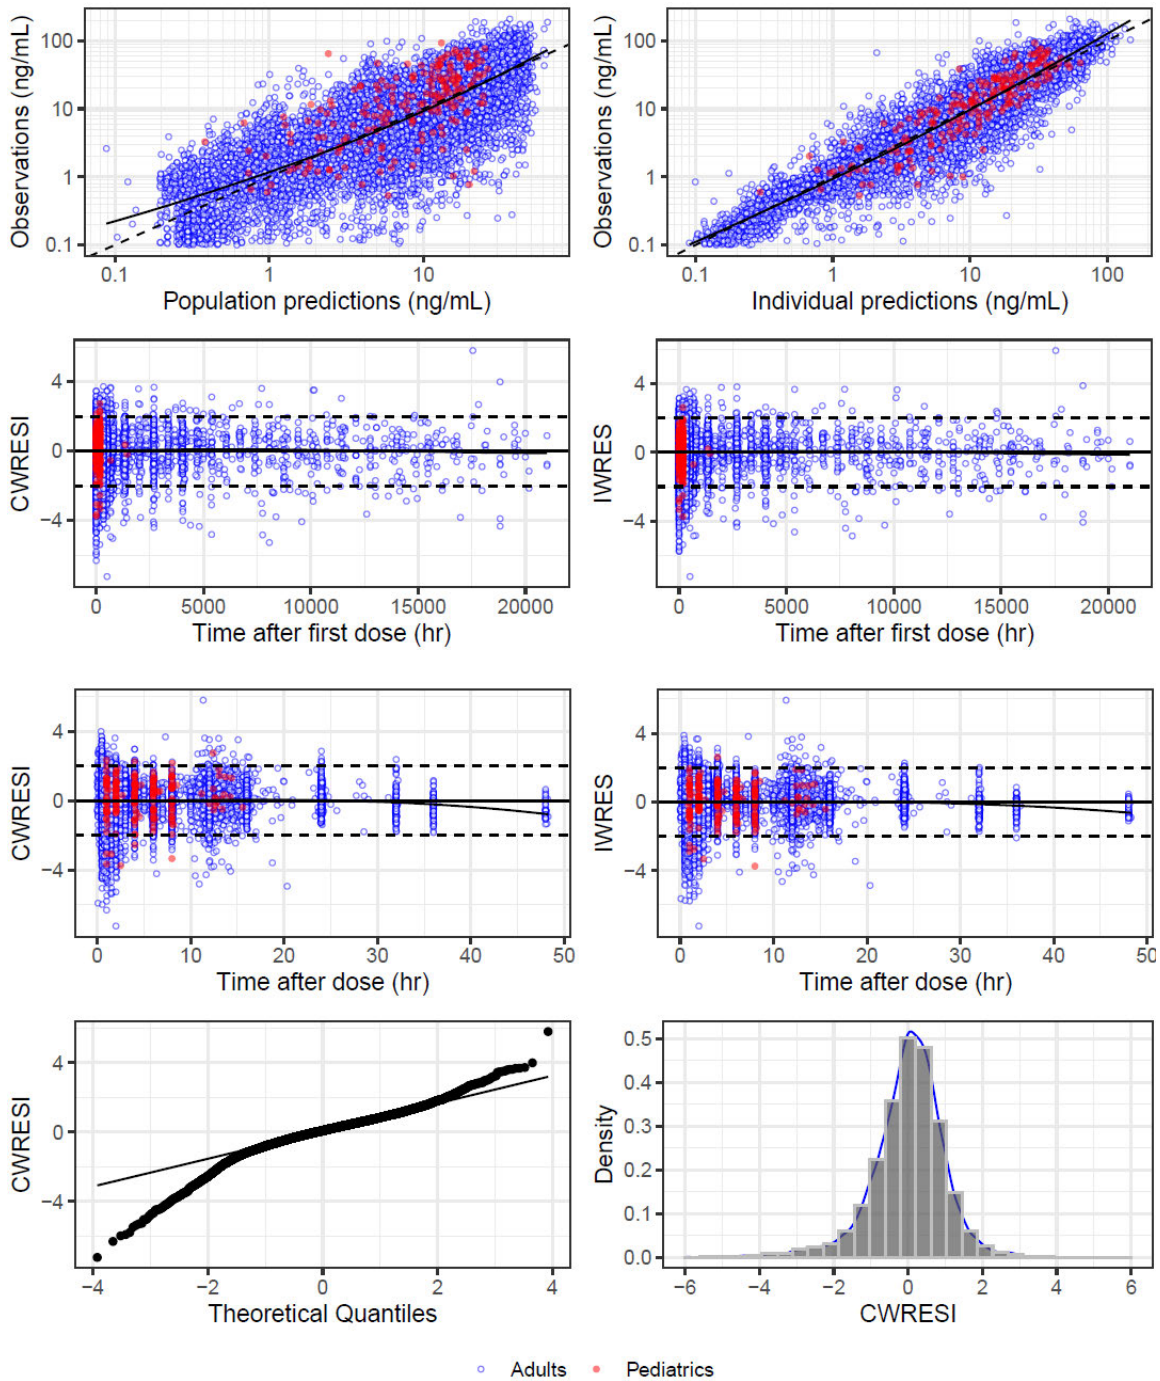 Observations (ng/mL)
100
10
1
0.1
0.1 1 10
Population predictions (ng/mL)
Observations (ng/mL)
100
10
1
0.1
0.1 1 10 100
Individual predictions (ng/mL)
CWRESI
4
0
−4
0 5000 10000 15000 20000
Time after first dose (hr)
IWRES
4
0
−4
0 5000 10000 15000 20000
Time after first dose (hr)
CWRESI
4
0
−4
0 10 20 30 40 50
Time after dose (hr)
IWRES
4
0
−4
0 10 20 30 40 50
Time after dose (hr)
CWRESI
4
0
−4
−4 −2 0 2 4
Theoretical Quantiles
Density
0.5
0.4
0.3
0.2
0.1
0.0
−6 −4 −2 0 2 4 6
CWRESI
Adults Pediatrics